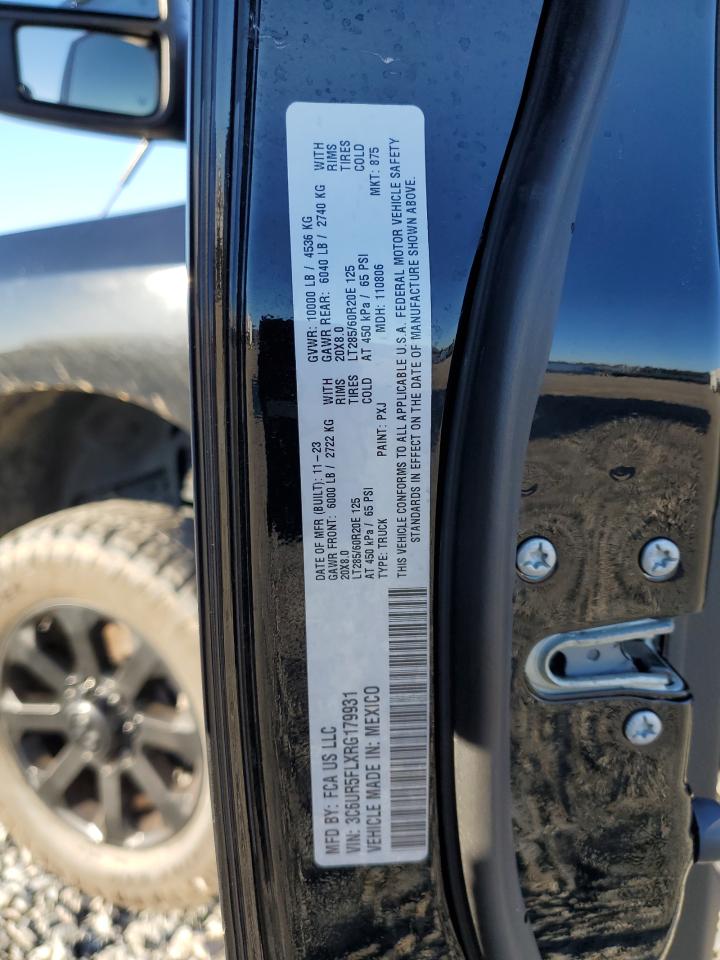 MFD BY: FCA US LLC
VIN: 3C6UR5FLXRG179931
VEHICLE MADE IN: MEXICO
DATE OF MFR (BUILT): 11-23 GVWR: 10000 LB / 4536 KG
GAWR FRONT: 6000 LB / 2722 KG WITH GAWR REAR: 6040 LB / 2740 KG WITH
20X8.0 RIMS 20X8.0 RIMS
LT285/60R20E 125 TIRES LT285/60R20E 125 TIRES
AT 450 kPa / 65 PSI COLD AT 450 kPa / 65 PSI COLD
TYPE: TRUCK PAINT: PXJ MDH: 110806 MKT: 875
THIS VEHICLE CONFORMS TO ALL APPLICABLE U.S.A. FEDERAL MOTOR VEHICLE SAFETY
STANDARDS IN EFFECT ON THE DATE OF MANUFACTURE SHOWN ABOVE.